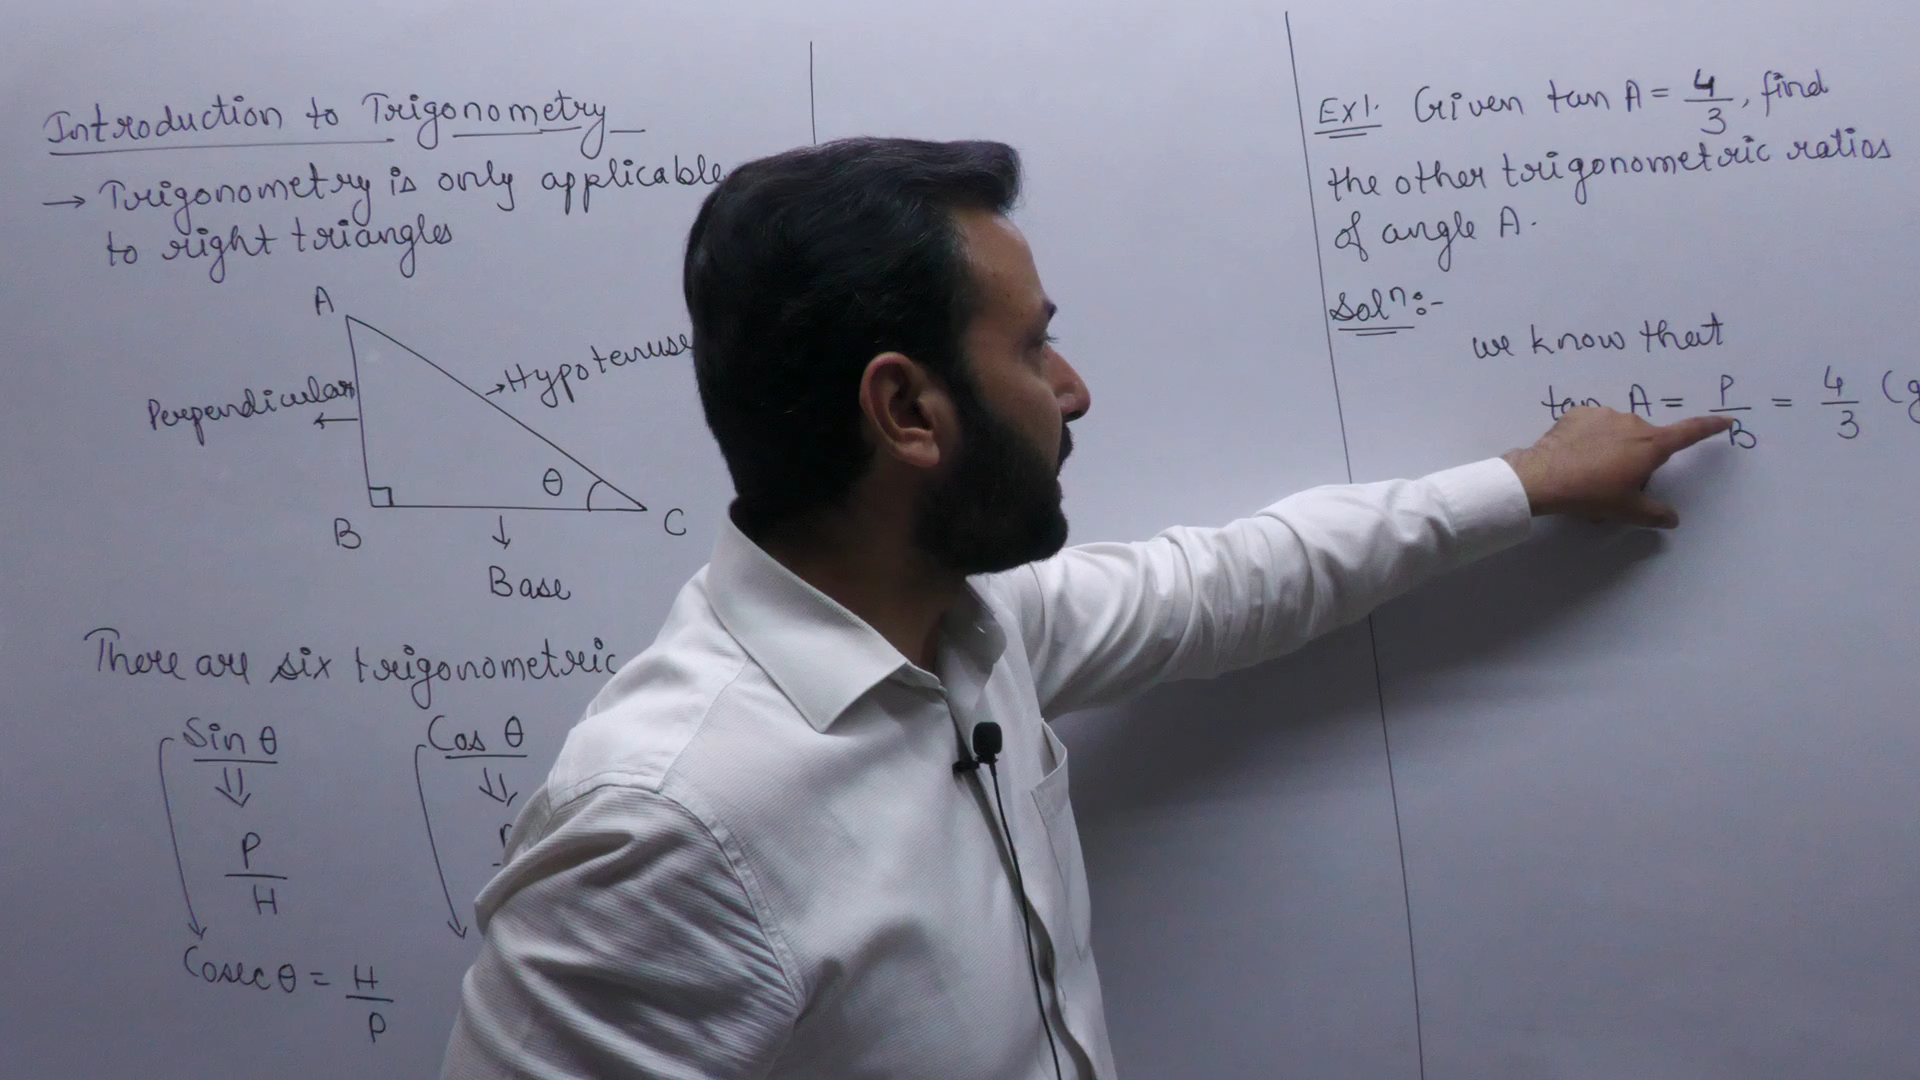 Introduction to Trigonometry
→ Trigonometry is only applicable
to right triangles
A
Perpendicular
Hypotenuse
θ
B
C
Base
There are six trigonometric
Sin θ
P
H
Cosec θ = H
P
Cos θ
Ex1. Given tan A = 4/3, find
the other trigonometric ratios
of angle A.
Solⁿ:-
we know that
tan A = P/B = 4/3 (g